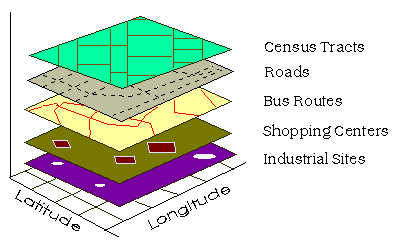 Census Tracts
Roads
Bus Routes
Shopping Centers
Industrial Sites
Latitude
Longitude